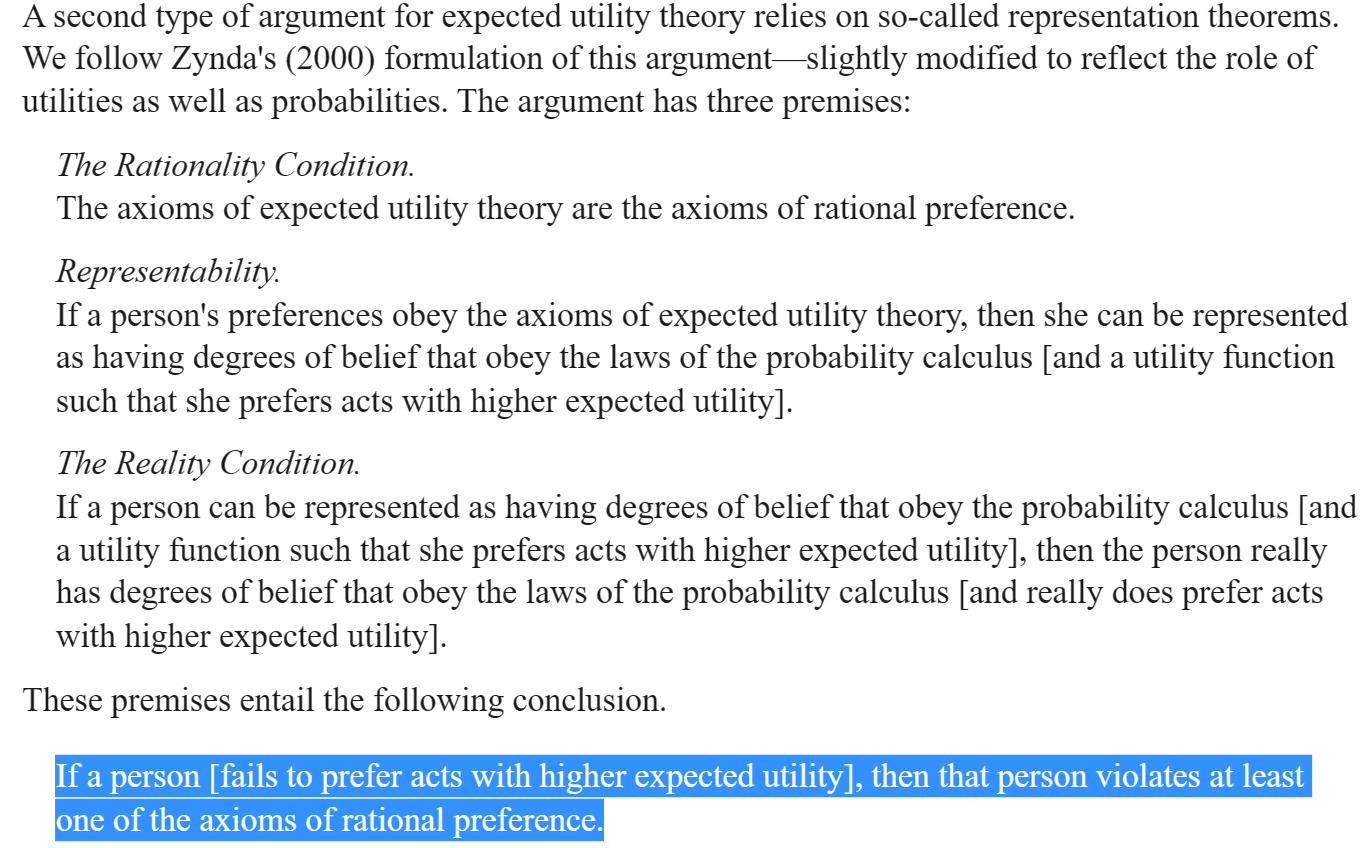 A second type of argument for expected utility theory relies on so-called representation theorems.
We follow Zynda's (2000) formulation of this argument—slightly modified to reflect the role of
utilities as well as probabilities. The argument has three premises:
The Rationality Condition.
The axioms of expected utility theory are the axioms of rational preference.
Representability.
If a person's preferences obey the axioms of expected utility theory, then she can be represented
as having degrees of belief that obey the laws of the probability calculus [and a utility function
such that she prefers acts with higher expected utility].
The Reality Condition.
If a person can be represented as having degrees of belief that obey the probability calculus [and
a utility function such that she prefers acts with higher expected utility], then the person really
has degrees of belief that obey the laws of the probability calculus [and really does prefer acts
with higher expected utility].
These premises entail the following conclusion.
If a person [fails to prefer acts with higher expected utility], then that person violates at least
one of the axioms of rational preference.